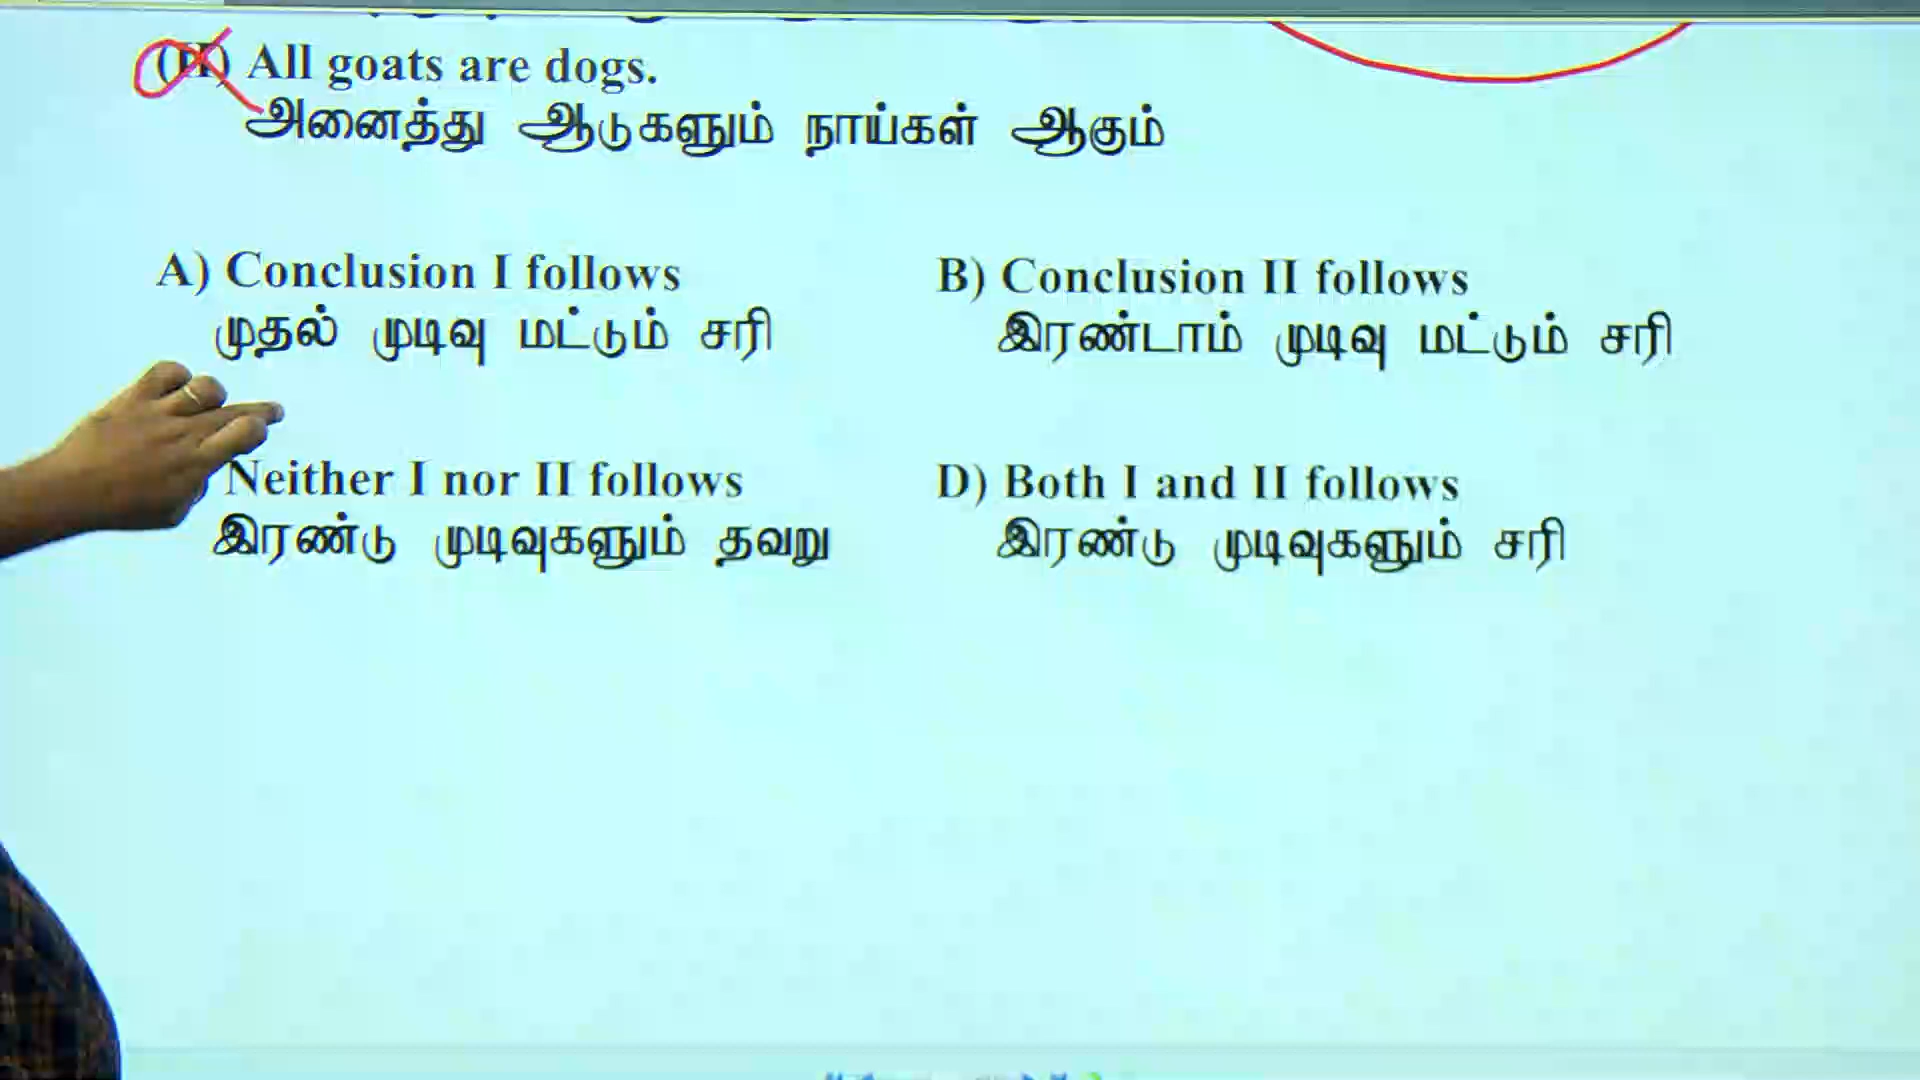 (II) All goats are dogs.
அனைத்து ஆடுகளும் நாய்கள் ஆகும்
A) Conclusion I follows
முதல் முடிவு மட்டும் சரி
B) Conclusion II follows
இரண்டாம் முடிவு மட்டும் சரி
) Neither I nor II follows
இரண்டு முடிவுகளும் தவறு
D) Both I and II follows
இரண்டு முடிவுகளும் சரி